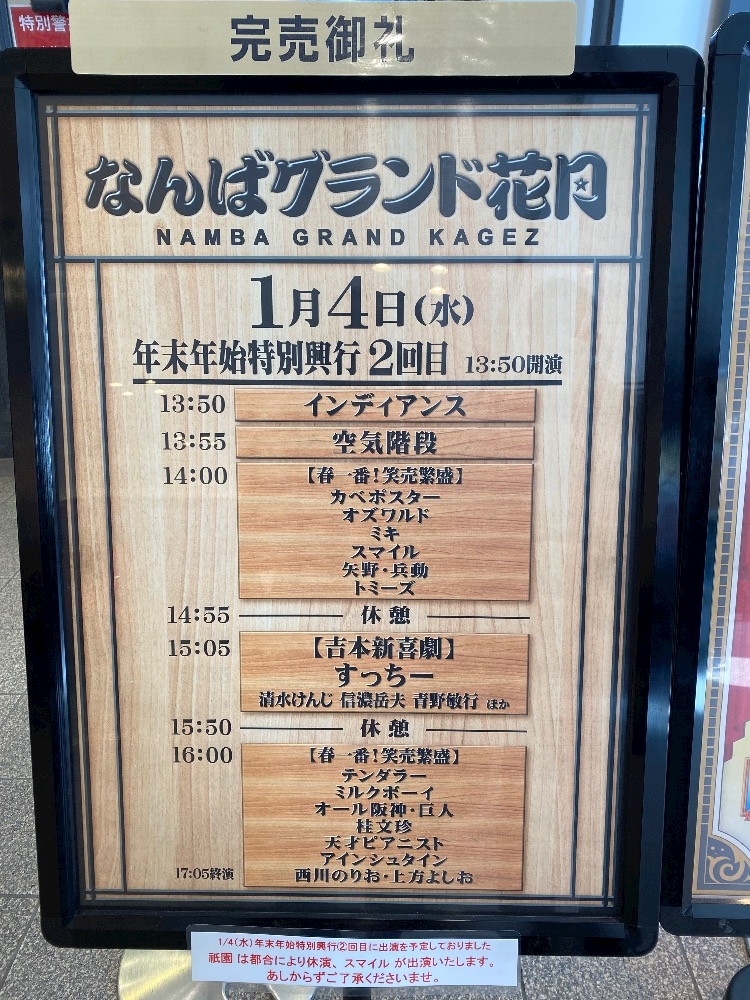 特別警
完売御礼
なんばグランド花月
NAMBA GRAND KAGEZ
1月4日(水)
年末年始特別興行 2回目 13:50開演
13:50 インディアンス
13:55 空気階段
14:00 【春一番!笑売繁盛】
カベポスター
オズワルド
ミキ
スマイル
矢野・兵動
トミーズ
14:55 休憩
15:05 【吉本新喜劇】
すっちー
清水けんじ 信濃岳夫 青野敏行 ほか
15:50 休憩
16:00 【春一番!笑売繁盛】
テンダラー
ミルクボーイ
オール阪神・巨人
桂文珍
天才ピアニスト
アインシュタイン
17:05終演 西川のりお・上方よしお
1/4(水)年末年始特別興行②回目に出演を予定しておりました
祇園 は都合により休演、スマイル が出演いたします。
あしからずご了承くださいませ。